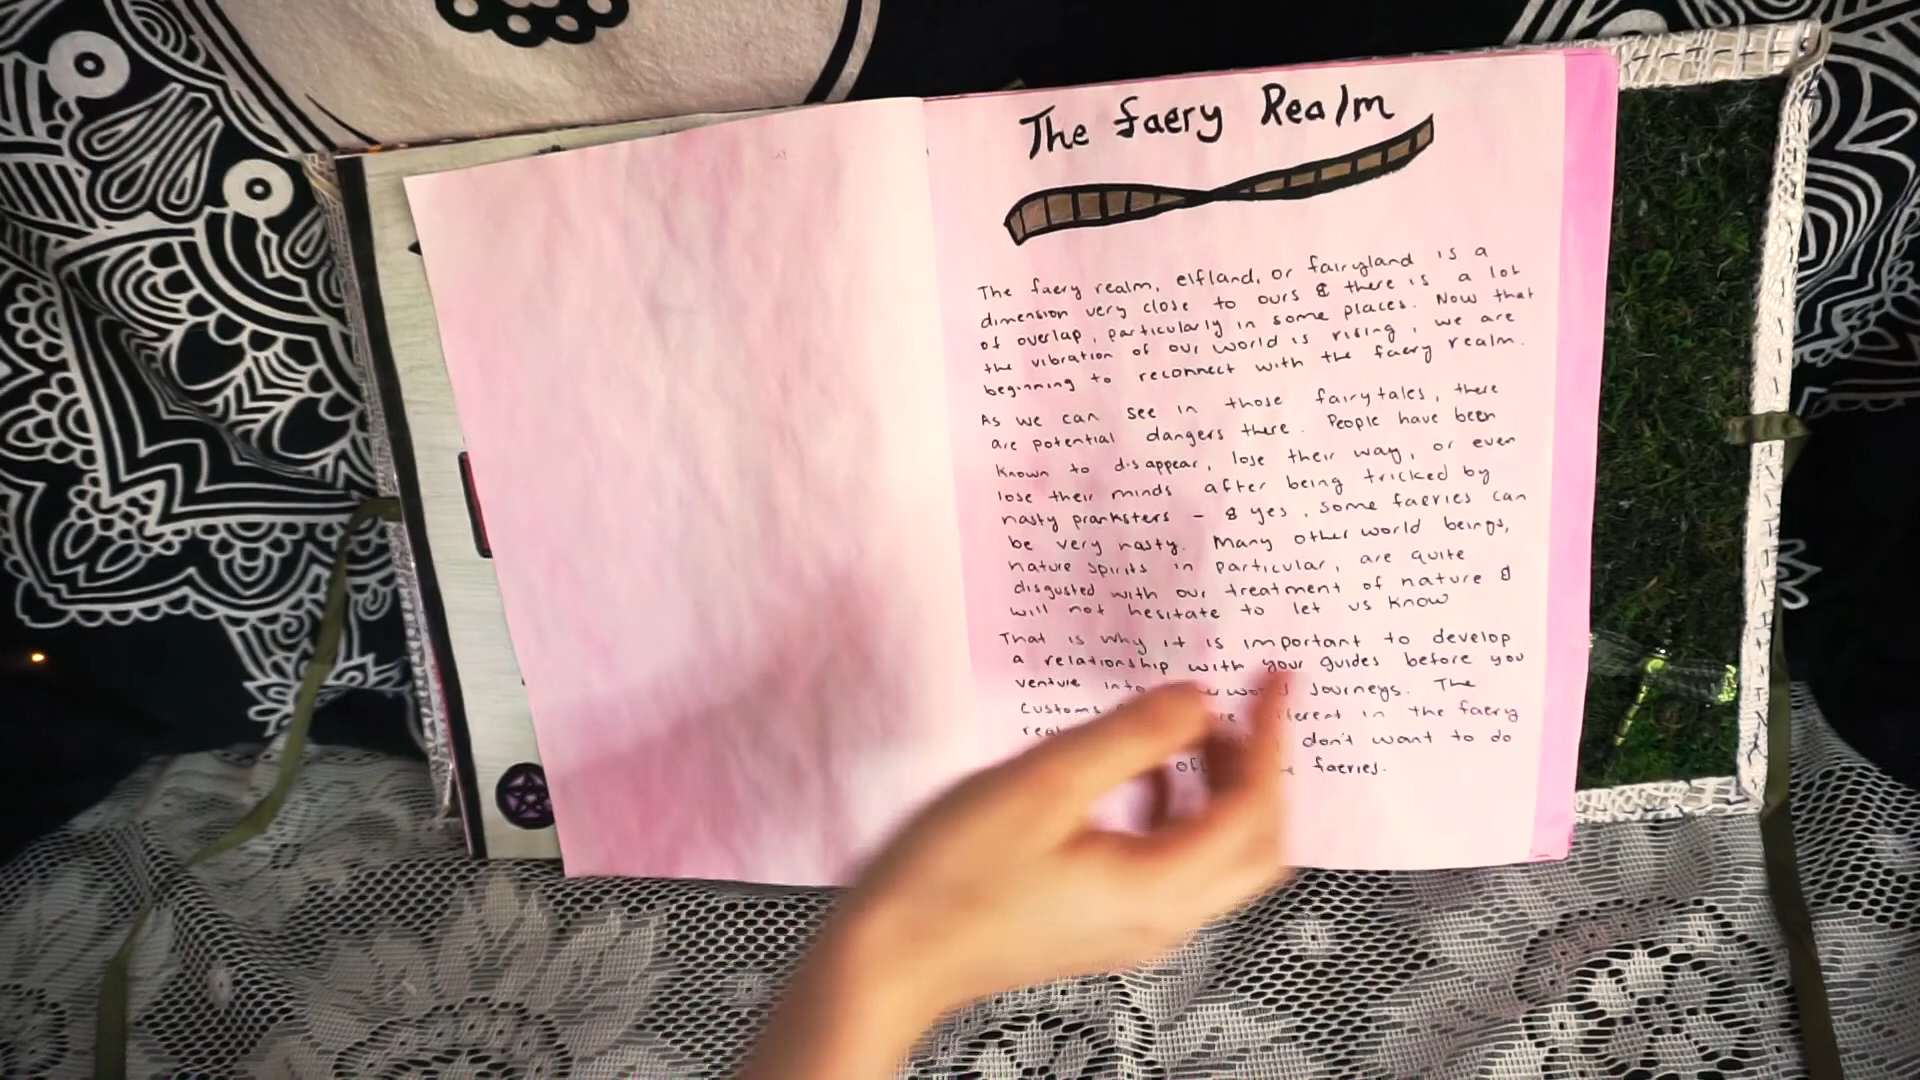 The faery Realm
The faery realm, elfland, or fairyland is a
dimension very close to ours & there is a lot
of overlap, particularly in some places. Now that
the vibration of our world is rising, we are
beginning to reconnect with the faery realm.
As we can see in those fairytales, there
are potential dangers there. People have been
known to disappear, lose their way, or even
lose their minds after being tricked by
nasty pranksters - & yes, some faeries can
be very nasty. Many other world beings,
nature spirits in particular, are quite
disgusted with our treatment of nature &
will not hesitate to let us know
That is why it is important to develop
a relationship with your guides before you
venture into Journeys. The
customs in the faery
don't want to do
faeries.